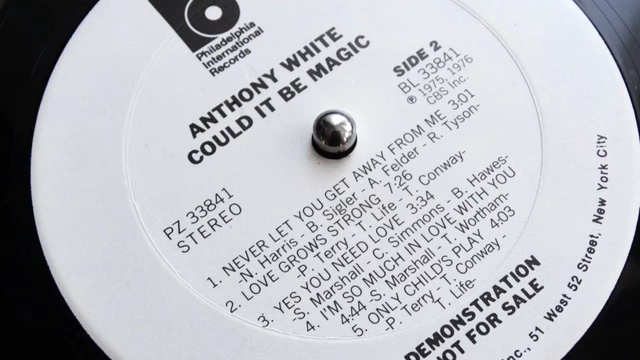 Philadelphia
International
Records
ANTHONY WHITE
COULD IT BE MAGIC
SIDE 2
BL 33841
℗ 1975, 1976
CBS Inc.
PZ 33841
STEREO
1. NEVER LET YOU GET AWAY FROM ME 3:01
-N. Harris- B. Sigler- A. Felder- R. Tyson-
2. LOVE GROWS STRONG 7:26
-P. Terry- T. Life- T. Conway-
3. YES YOU NEED LOVE 3:34
S. Marshall- C. Simmons- B. Hawes-
4. I'M SO MUCH IN LOVE WITH YOU
4:44 -S. Marshall- T. Wortham-
5. ONLY CHILD'S PLAY 4:03
-P. Terry- T. Conway-
T. Life-
DEMONSTRATION
NOT FOR SALE
Inc., 51 West 52 Street, New York City